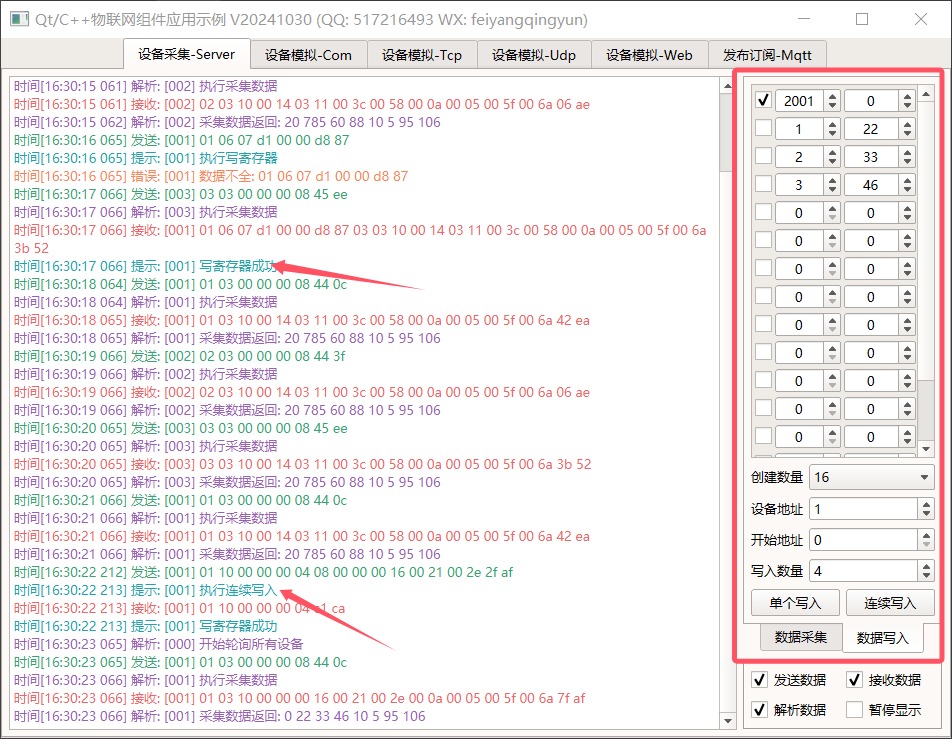 Qt/C++物联网组件应用示例 V20241030 (QQ: 517216493 WX: feiyangqingyun)
设备采集-Server 设备模拟-Com 设备模拟-Tcp 设备模拟-Udp 设备模拟-Web 发布订阅-Mqtt
时间[16:30:15 061] 解析: [002] 执行采集数据
时间[16:30:15 061] 接收: [002] 02 03 10 00 14 03 11 00 3c 00 58 00 0a 00 05 00 5f 00 6a 06 ae
时间[16:30:15 062] 解析: [002] 采集数据返回: 20 785 60 88 10 5 95 106
时间[16:30:16 065] 发送: [001] 01 06 07 d1 00 00 d8 87
时间[16:30:16 065] 提示: [001] 执行写寄存器
时间[16:30:16 065] 错误: [001] 数据不全: 01 06 07 d1 00 00 d8 87
时间[16:30:17 066] 发送: [003] 03 03 00 00 00 08 45 ee
时间[16:30:17 066] 解析: [003] 执行采集数据
时间[16:30:17 066] 接收: [001] 01 06 07 d1 00 00 d8 87 03 03 10 00 14 03 11 00 3c 00 58 00 0a 00 05 00 5f 00 6a
3b 52
时间[16:30:17 066] 提示: [001] 写寄存器成功
时间[16:30:18 064] 发送: [001] 01 03 00 00 00 08 44 0c
时间[16:30:18 064] 解析: [001] 执行采集数据
时间[16:30:18 065] 接收: [001] 01 03 10 00 14 03 11 00 3c 00 58 00 0a 00 05 00 5f 00 6a 42 ea
时间[16:30:18 065] 解析: [001] 采集数据返回: 20 785 60 88 10 5 95 106
时间[16:30:19 066] 发送: [002] 02 03 00 00 00 08 44 3f
时间[16:30:19 066] 解析: [002] 执行采集数据
时间[16:30:19 066] 接收: [002] 02 03 10 00 14 03 11 00 3c 00 58 00 0a 00 05 00 5f 00 6a 06 ae
时间[16:30:19 066] 解析: [002] 采集数据返回: 20 785 60 88 10 5 95 106
时间[16:30:20 065] 发送: [003] 03 03 00 00 00 08 45 ee
时间[16:30:20 065] 解析: [003] 执行采集数据
时间[16:30:20 065] 接收: [003] 03 03 10 00 14 03 11 00 3c 00 58 00 0a 00 05 00 5f 00 6a 3b 52
时间[16:30:20 065] 解析: [003] 采集数据返回: 20 785 60 88 10 5 95 106
时间[16:30:21 066] 发送: [001] 01 03 00 00 00 08 44 0c
时间[16:30:21 066] 解析: [001] 执行采集数据
时间[16:30:21 066] 接收: [001] 01 03 10 00 14 03 11 00 3c 00 58 00 0a 00 05 00 5f 00 6a 42 ea
时间[16:30:21 066] 解析: [001] 采集数据返回: 20 785 60 88 10 5 95 106
时间[16:30:22 212] 发送: [001] 01 10 00 00 00 04 08 00 00 00 16 00 21 00 2e 2f af
时间[16:30:22 213] 提示: [001] 执行连续写入
时间[16:30:22 213] 接收: [001] 01 10 00 00 00 04 ca
时间[16:30:22 213] 提示: [001] 写寄存器成功
时间[16:30:23 065] 解析: [000] 开始轮询所有设备
时间[16:30:23 065] 发送: [001] 01 03 00 00 00 08 44 0c
时间[16:30:23 066] 解析: [001] 执行采集数据
时间[16:30:23 066] 接收: [001] 01 03 10 00 00 00 16 00 21 00 2e 00 0a 00 05 00 5f 00 6a 7f af
时间[16:30:23 066] 解析: [001] 采集数据返回: 0 22 33 46 10 5 95 106
2001 0
1 22
2 33
3 46
0 0
0 0
0 0
0 0
0 0
0 0
0 0
0 0
0 0
创建数量 16
设备地址 1
开始地址 0
写入数量 4
单个写入 连续写入
数据采集 数据写入
发送数据 接收数据
解析数据 暂停显示